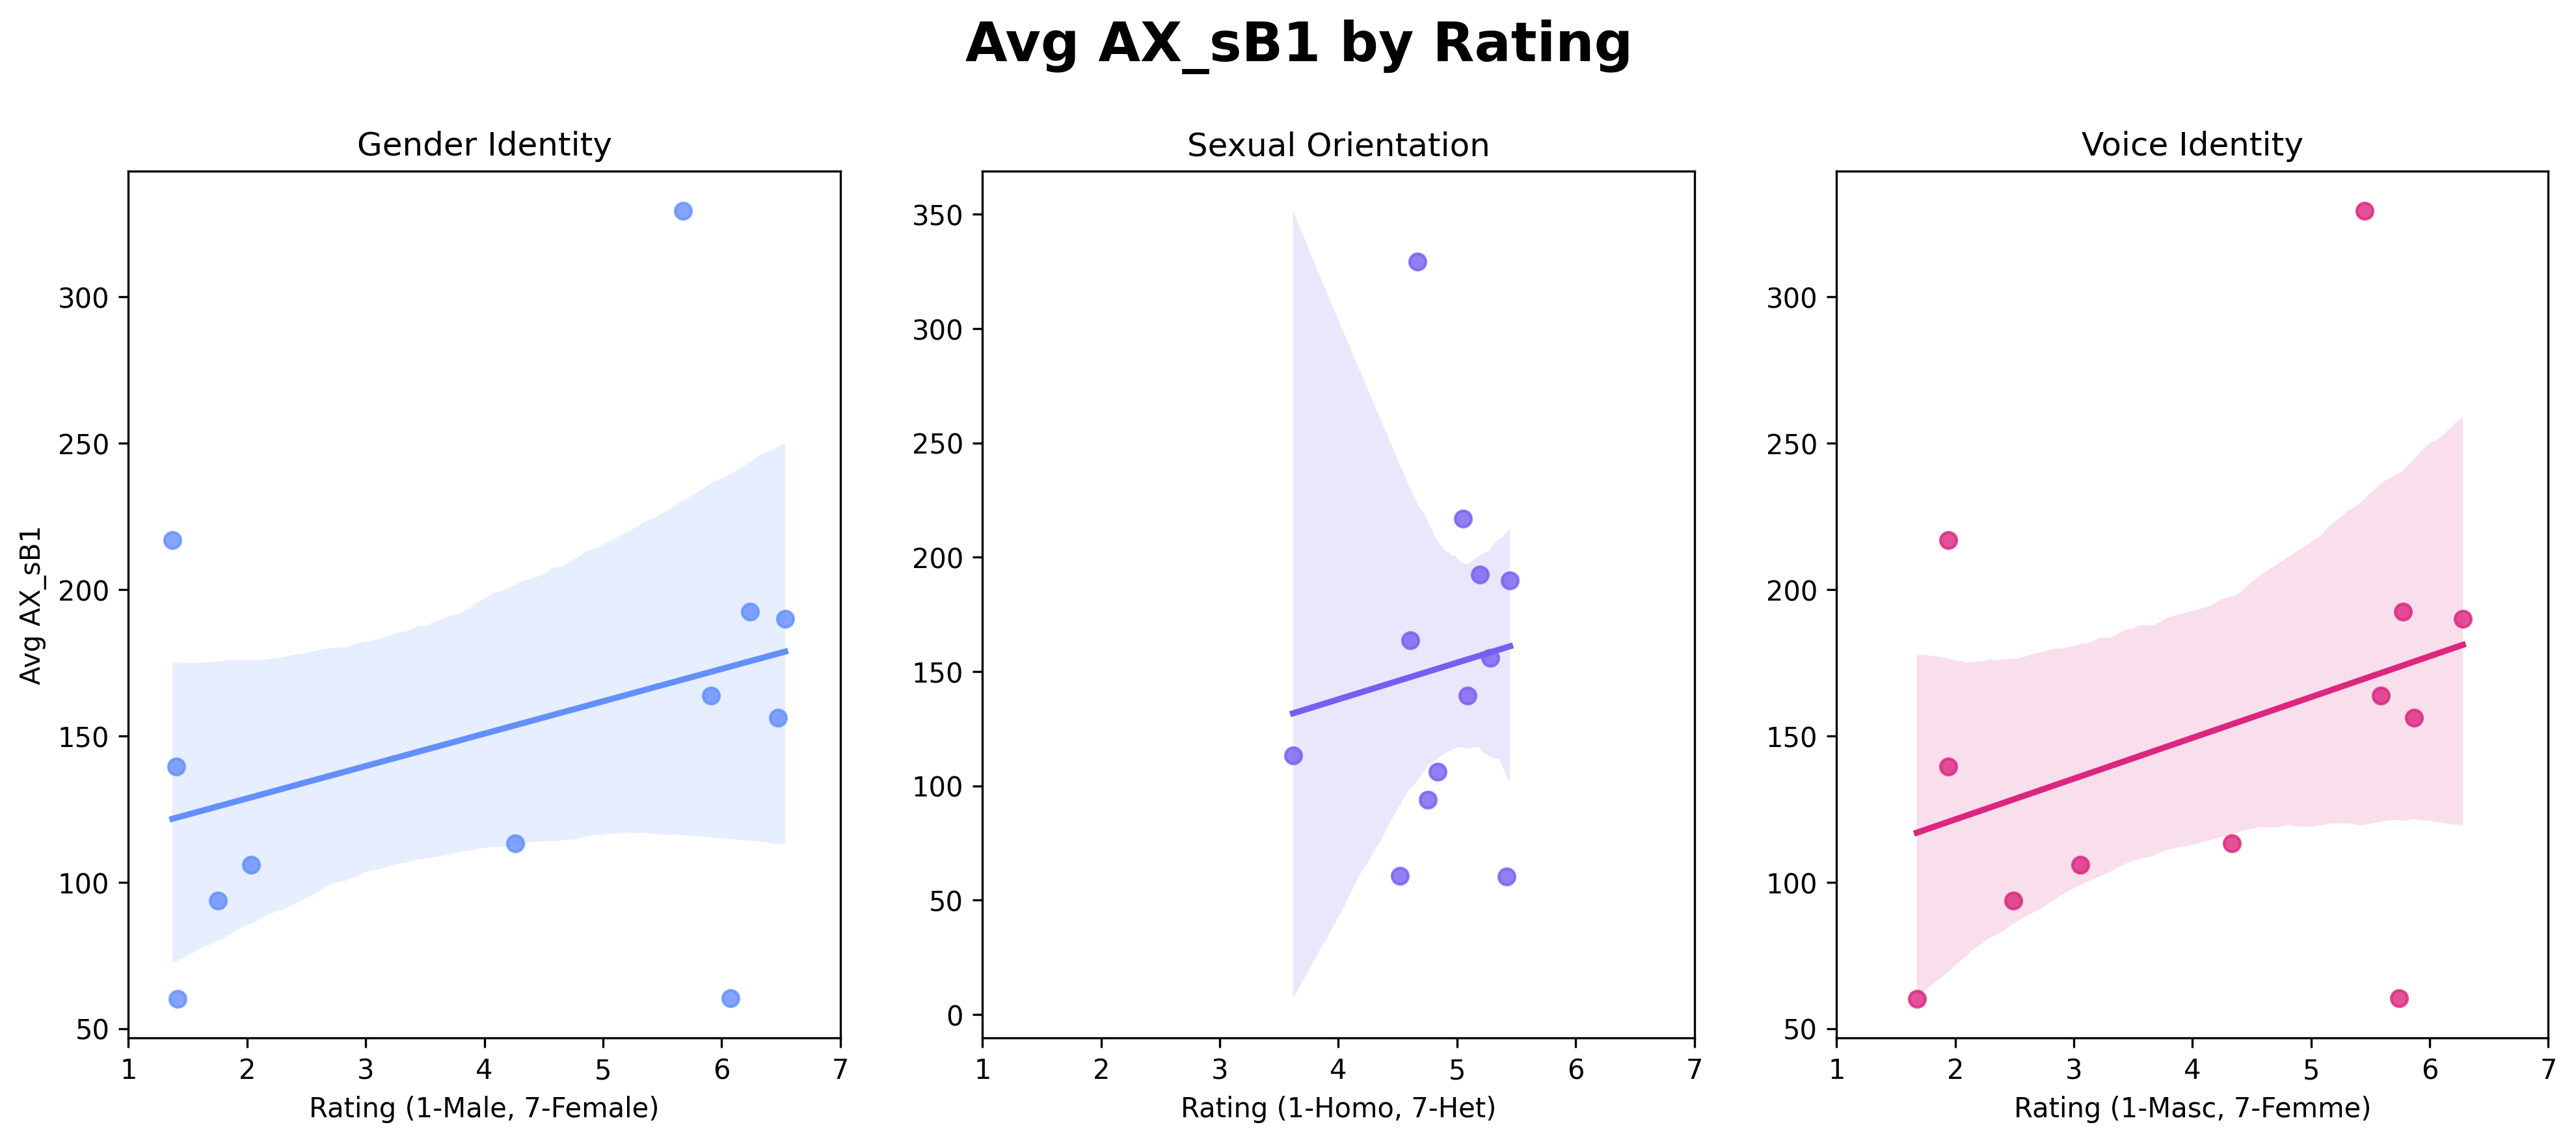 Avg AX_sB1 by Rating
Gender Identity
Sexual Orientation
Voice Identity
Avg AX_sB1
300
250
200
150
100
50
1 2 3 4 5 6 7
Rating (1-Male, 7-Female)
350
300
250
200
150
100
50
0
1 2 3 4 5 6 7
Rating (1-Homo, 7-Het)
300
250
200
150
100
50
1 2 3 4 5 6 7
Rating (1-Masc, 7-Femme)